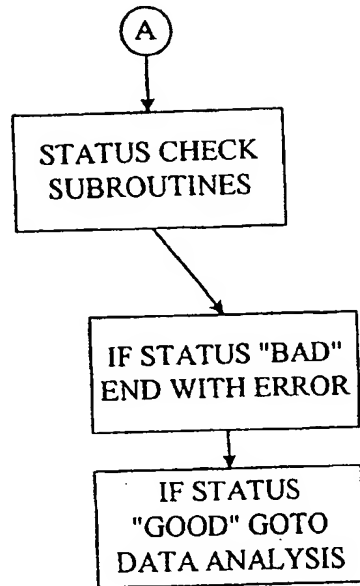 A
STATUS CHECK
SUBROUTINES
IF STATUS "BAD"
END WITH ERROR
IF STATUS
"GOOD" GOTO
DATA ANALYSIS